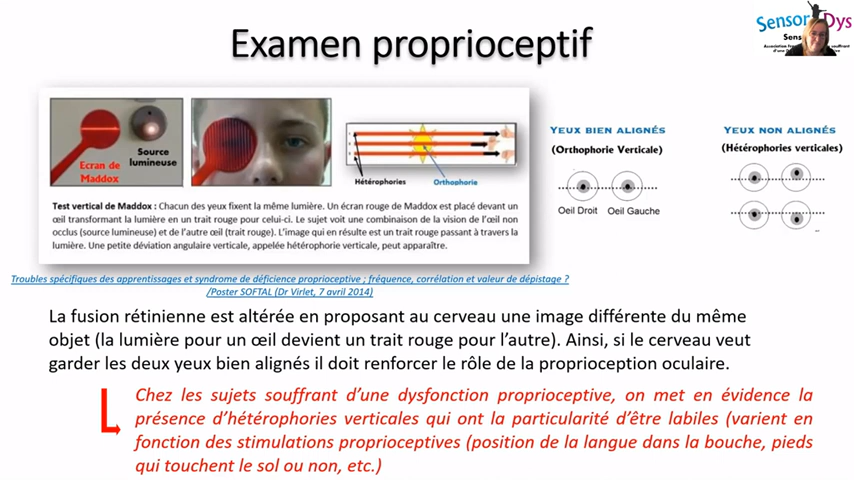 Examen proprioceptif
Sensor Dys
Sens
Ecran de
Maddox
Source
lumineuse
Hétérophories
Orthophorie
Test vertical de Maddox : Chacun des yeux fixent la même lumière. Un écran rouge de Maddox est placé devant un
œil transformant la lumière en un trait rouge pour celui-ci. Le sujet voit une combinaison de la vision de l'œil non
occlus (source lumineuse) et de l'autre œil (trait rouge). L'image qui en résulte est un trait rouge passant à travers la
lumière. Une petite déviation angulaire verticale, appelée hétérophorie verticale, peut apparaître.
Yeux bien alignés
(Orthophorie Verticale)
Oeil Droit Oeil Gauche
Yeux non alignés
(Hétérophories verticales)
Troubles spécifiques des apprentissages et syndrome de déficience proprioceptive ; fréquence, corrélation et valeur de dépistage ?
/Poster SOFTAL (Dr Virlet, 7 avril 2014)
La fusion rétinienne est altérée en proposant au cerveau une image différente du même
objet (la lumière pour un œil devient un trait rouge pour l'autre). Ainsi, si le cerveau veut
garder les deux yeux bien alignés il doit renforcer le rôle de la proprioception oculaire.
Chez les sujets souffrant d'une dysfonction proprioceptive, on met en évidence la
présence d'hétérophories verticales qui ont la particularité d'être labiles (varient en
fonction des stimulations proprioceptives (position de la langue dans la bouche, pieds
qui touchent le sol ou non, etc.)